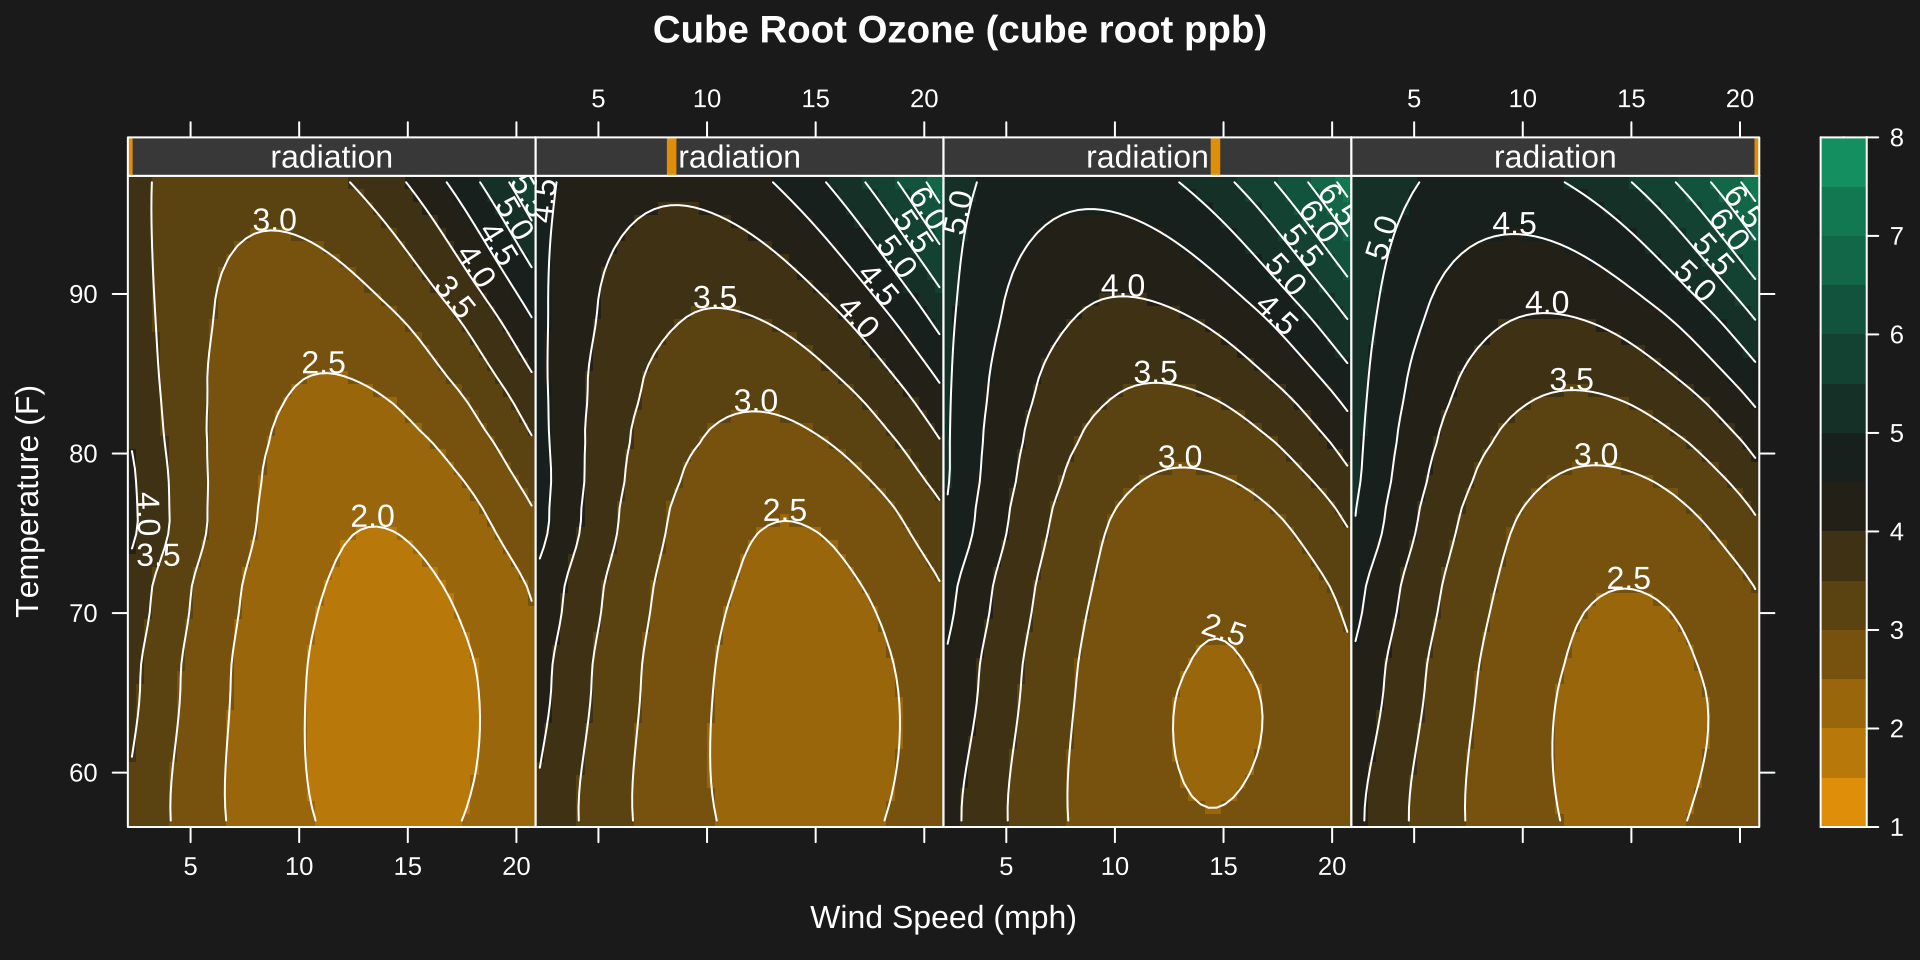 Cube Root Ozone (cube root ppb)
5 10 15 20 5 10 15 20
radiation radiation radiation radiation
3.0 3.5 4.0 4.5 5.0 5.5
2.5
2.0
4.0
3.5
4.5 6.0 5.5 5.0 4.5 4.0
3.5
3.0
2.5
5.0 6.5 6.0 5.5 5.0 4.5
4.0
3.5
3.0
2.5
5.0 4.5 6.5 6.0 5.5 5.0
4.0
3.5
3.0
2.5
90
80
70
60
Temperature (F)
5 10 15 20 5 10 15 20
Wind Speed (mph)
8
7
6
5
4
3
2
1